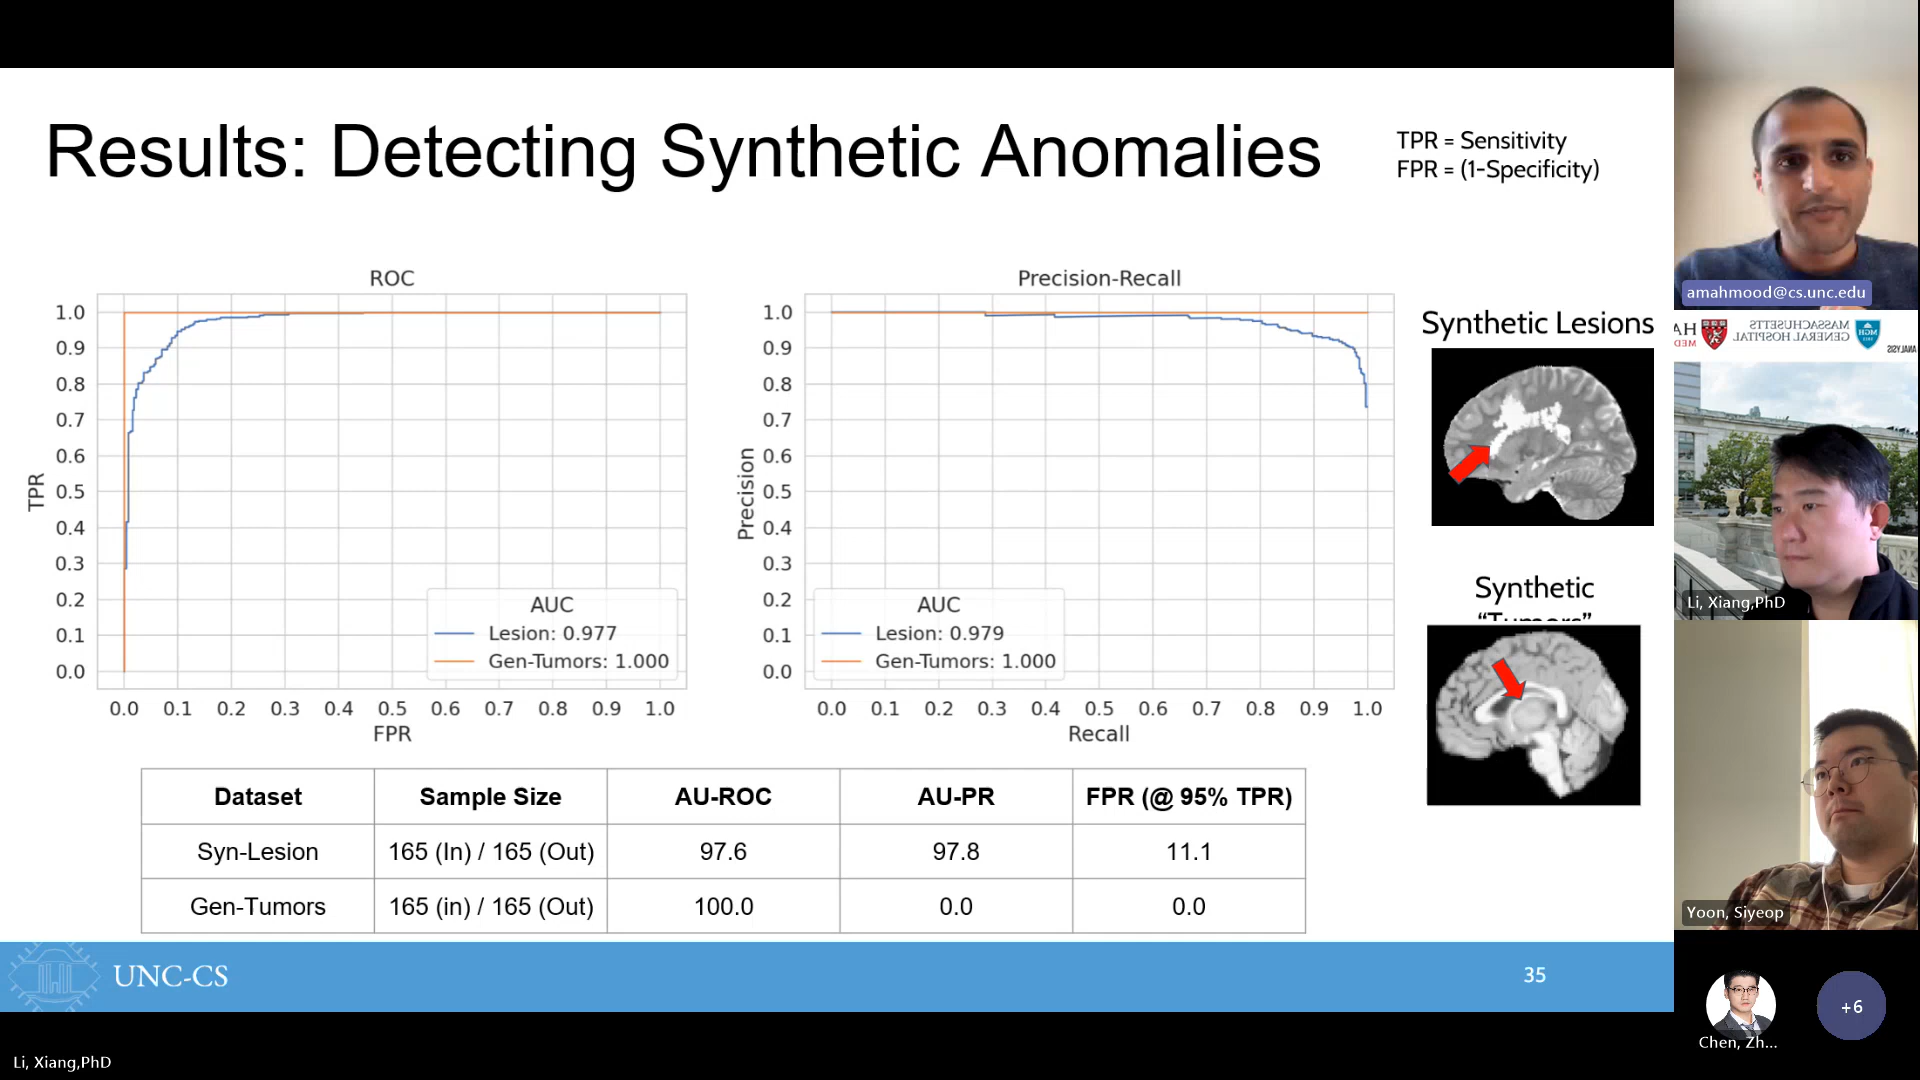 Results: Detecting Synthetic Anomalies
TPR = Sensitivity
FPR = (1-Specificity)
ROC
TPR
1.0
0.9
0.8
0.7
0.6
0.5
0.4
0.3
0.2
0.1
0.0
AUC
Lesion: 0.977
Gen-Tumors: 1.000
0.0 0.1 0.2 0.3 0.4 0.5 0.6 0.7 0.8 0.9 1.0
FPR
Precision-Recall
Precision
1.0
0.9
0.8
0.7
0.6
0.5
0.4
0.3
0.2
0.1
0.0
AUC
Lesion: 0.979
Gen-Tumors: 1.000
0.0 0.1 0.2 0.3 0.4 0.5 0.6 0.7 0.8 0.9 1.0
Recall
Synthetic Lesions
Synthetic
“Tumors”
Dataset Sample Size AU-ROC AU-PR FPR (@ 95% TPR)
Syn-Lesion 165 (In) / 165 (Out) 97.6 97.8 11.1
Gen-Tumors 165 (in) / 165 (Out) 100.0 0.0 0.0
UNC-CS
35
Li, Xiang,PhD
amahmood@cs.unc.edu
MASSACHUSETTS
GENERAL HOSPITAL
MGH
HA
MED
ANALYSIS
Li, Xiang,PhD
Yoon, Siyeop
Chen, Zh...
+6